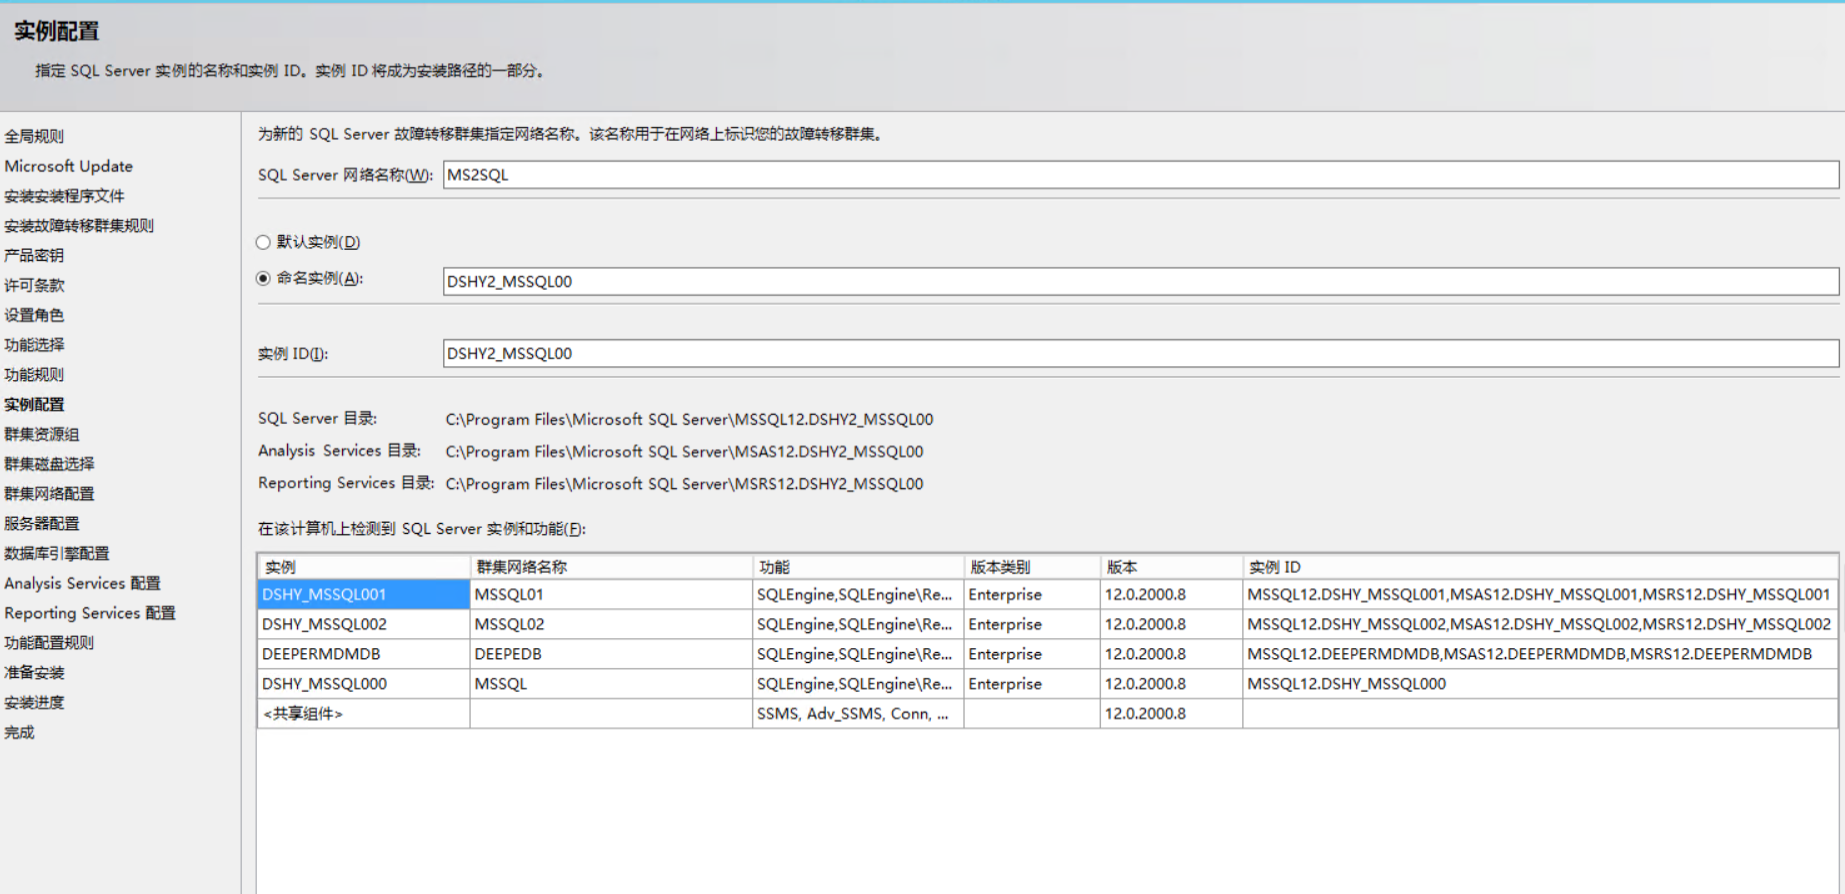 实例配置
指定 SQL Server 实例的名称和实例 ID。实例 ID 将成为安装路径的一部分。
全局规则
Microsoft Update
安装安装程序文件
安装故障转移群集规则
产品密钥
许可条款
设置角色
功能选择
功能规则
实例配置
群集资源组
群集磁盘选择
群集网络配置
服务器配置
数据库引擎配置
Analysis Services 配置
Reporting Services 配置
功能配置规则
准备安装
安装进度
完成
为新的 SQL Server 故障转移群集指定网络名称。该名称用于在网络上标识您的故障转移群集。
SQL Server 网络名称(W): MS2SQL
默认实例(D)
命名实例(A): DSHY2_MSSQL00
实例 ID(I): DSHY2_MSSQL00
SQL Server 目录: C:\Program Files\Microsoft SQL Server\MSSQL12.DSHY2_MSSQL00
Analysis Services 目录: C:\Program Files\Microsoft SQL Server\MSAS12.DSHY2_MSSQL00
Reporting Services 目录: C:\Program Files\Microsoft SQL Server\MSRS12.DSHY2_MSSQL00
在该计算机上检测到 SQL Server 实例和功能(F):
实例 群集网络名称 功能 版本类别 版本 实例 ID
DSHY_MSSQL001 MSSQL01 SQLEngine,SQLEngine\Re... Enterprise 12.0.2000.8 MSSQL12.DSHY_MSSQL001,MSAS12.DSHY_MSSQL001,MSRS12.DSHY_MSSQL001
DSHY_MSSQL002 MSSQL02 SQLEngine,SQLEngine\Re... Enterprise 12.0.2000.8 MSSQL12.DSHY_MSSQL002,MSAS12.DSHY_MSSQL002,MSRS12.DSHY_MSSQL002
DEEPERMDMDB DEEPEDB SQLEngine,SQLEngine\Re... Enterprise 12.0.2000.8 MSSQL12.DEEPERMDMDB,MSAS12.DEEPERMDMDB,MSRS12.DEEPERMDMDB
DSHY_MSSQL000 MSSQL SQLEngine,SQLEngine\Re... Enterprise 12.0.2000.8 MSSQL12.DSHY_MSSQL000
<共享组件> SSMS, Adv_SSMS, Conn, ... 12.0.2000.8